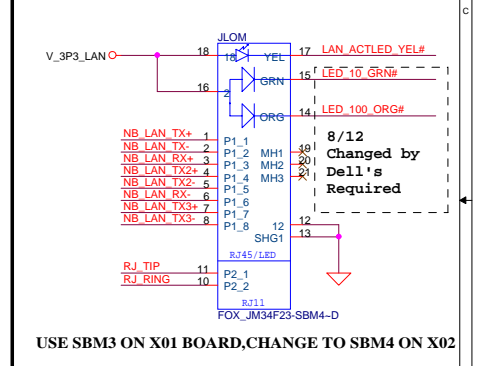 C
JLOM
V_3P3_LAN
18
18
YEL
17
LAN_ACTLED_YEL#
16
2
GRN
15
LED_10_GRN#
ORG
14
LED_100_ORG#
8/12
Changed by
Dell's
Required
NB_LAN_TX+
1
P1_1
NB_LAN_TX-
2
P1_2
MH1
19
NB_LAN_RX+
3
P1_3
MH2
20
NB_LAN_TX2+
4
P1_4
MH3
21
NB_LAN_TX2-
5
P1_5
NB_LAN_RX-
6
P1_6
NB_LAN_TX3+
7
P1_7
NB_LAN_TX3-
8
P1_8
12
12
SHG1
13
RJ45/LED
RJ_TIP
11
P2_1
RJ_RING
10
P2_2
RJ11
FOX_JM34F23-SBM4~D
USE SBM3 ON X01 BOARD,CHANGE TO SBM4 ON X02